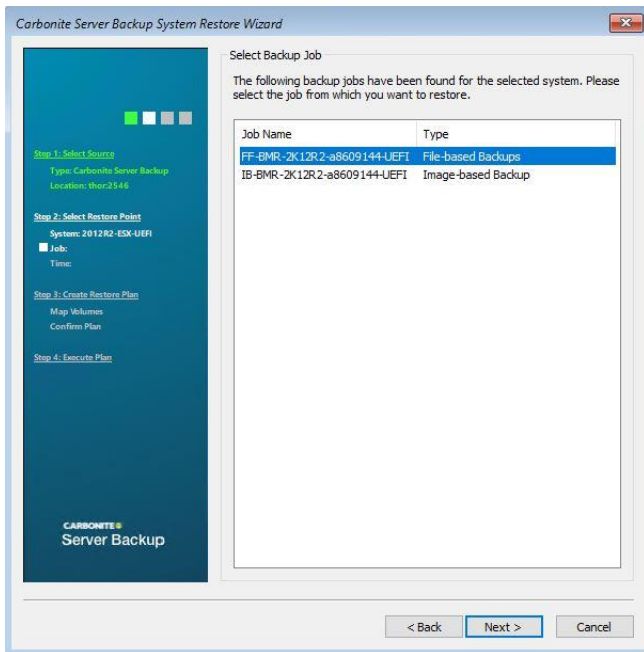 Carbonite Server Backup System Restore Wizard
Step 1: Select Source
Type: Carbonite Server Backup
Location: thor:2546
Step 2: Select Restore Point
System: 2012R2-ESX-UEFI
Job:
Time:
Step 3: Create Restore Plan
Map Volumes
Confirm Plan
Step 4: Execute Plan
CARBONITE
Server Backup
Select Backup Job
The following backup jobs have been found for the selected system. Please
select the job from which you want to restore.
Job Name Type
FF-BMR-2K12R2-a8609144-UEFI File-based Backups
IB-BMR-2K12R2-a8609144-UEFI Image-based Backup
< Back Next > Cancel